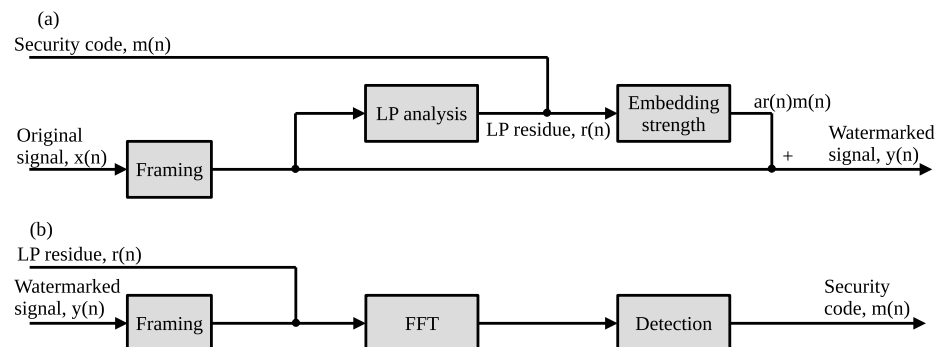 (a)
Security code, m(n)
LP analysis
LP residue, r(n)
Embedding
strength
ar(n)m(n)
Original
signal, x(n)
Framing
+
Watermarked
signal, y(n)
(b)
LP residue, r(n)
Watermarked
signal, y(n)
Framing
FFT
Detection
Security
code, m(n)